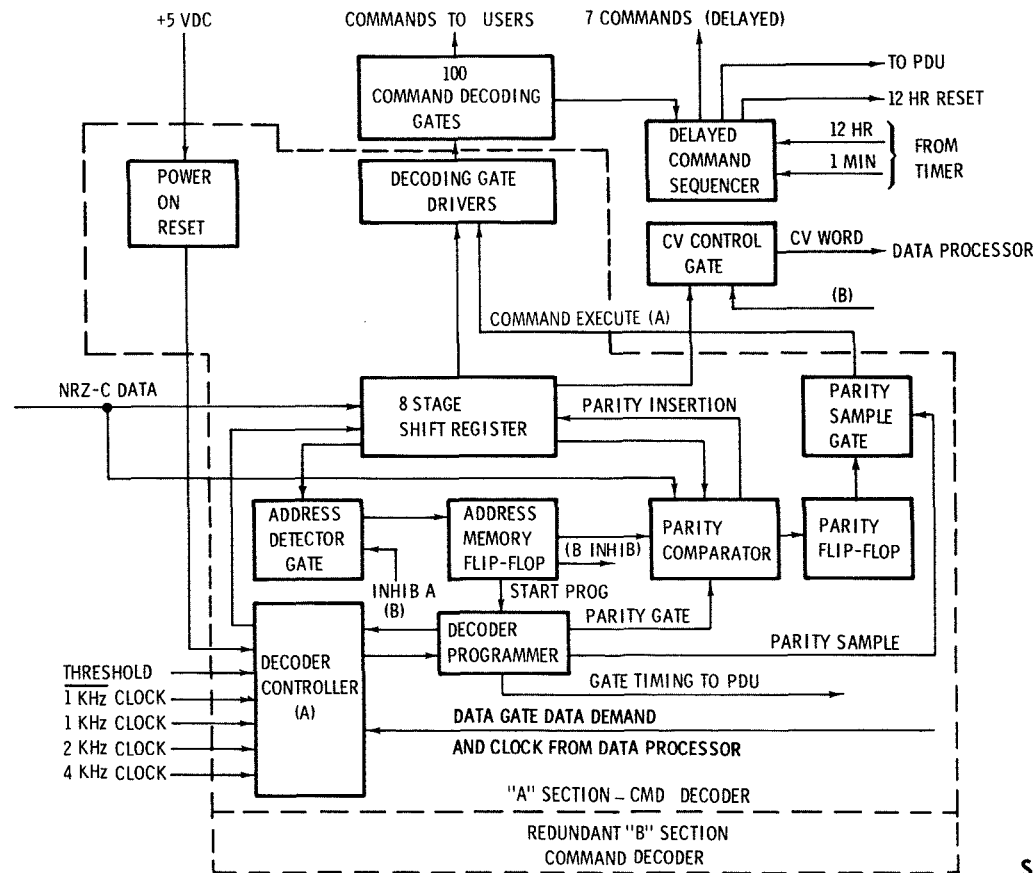 +5 VDC
COMMANDS TO USERS
7 COMMANDS (DELAYED)
100
COMMAND DECODING
GATES
TO PDU
12 HR RESET
DELAYED
COMMAND
SEQUENCER
12 HR
1 MIN
FROM
TIMER
POWER
ON
RESET
DECODING GATE
DRIVERS
CV CONTROL
GATE
CV WORD
DATA PROCESSOR
(B)
COMMAND EXECUTE (A)
NRZ-C DATA
8 STAGE
SHIFT REGISTER
PARITY INSERTION
PARITY
SAMPLE
GATE
ADDRESS
DETECTOR
GATE
ADDRESS
MEMORY
FLIP-FLOP
(B INHIB)
PARITY
COMPARATOR
PARITY
FLIP-FLOP
INHIB A
(B)
START PROG
PARITY GATE
DECODER
PROGRAMMER
PARITY SAMPLE
GATE TIMING TO PDU
DECODER
CONTROLLER
(A)
THRESHOLD
1 KHz CLOCK
1 KHz CLOCK
2 KHz CLOCK
4 KHz CLOCK
DATA GATE DATA DEMAND
AND CLOCK FROM DATA PROCESSOR
"A" SECTION – CMD DECODER
REDUNDANT "B" SECTION
COMMAND DECODER
S